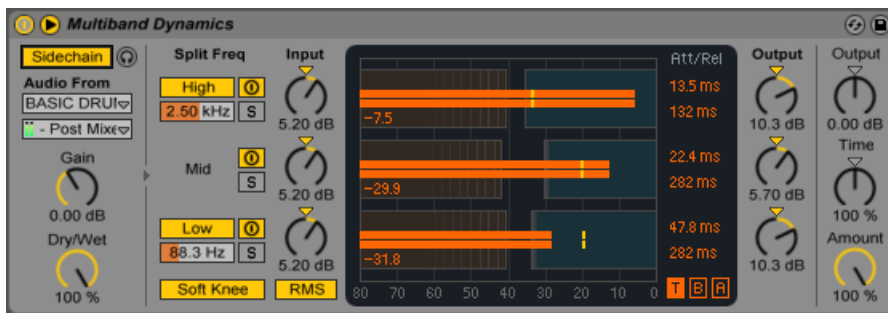 Multiband Dynamics
Sidechain
Audio From
BASIC DRUI
- Post Mixe
Gain
0.00 dB
Dry/Wet
100 %
Split Freq
High
2.50 kHz S
Mid
S
Low
88.3 Hz S
Soft Knee
Input
5.20 dB
5.20 dB
5.20 dB
RMS
-7.5
-29.9
-31.8
80 70 60 50 40 30 20 10 0
Att/Rel
13.5 ms
132 ms
22.4 ms
282 ms
47.8 ms
282 ms
T B A
Output
10.3 dB
5.70 dB
10.3 dB
Output
0.00 dB
Time
100 %
Amount
100 %